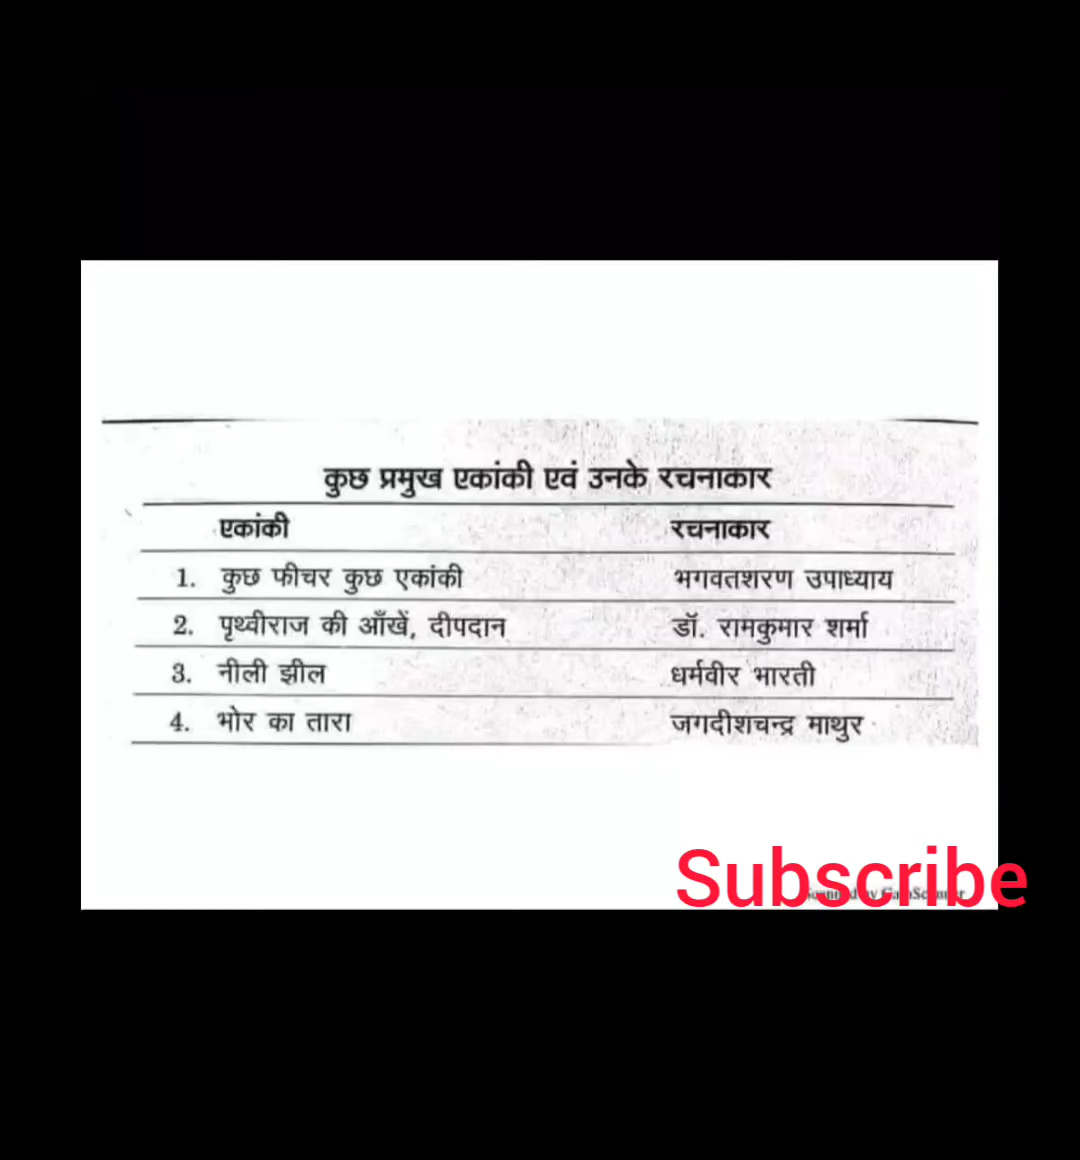 कुछ प्रमुख एकांकी एवं उनके रचनाकार
एकांकी रचनाकार
1. कुछ फीचर कुछ एकांकी भगवतशरण उपाध्याय
2. पृथ्वीराज की आँखें, दीपदान डॉ. रामकुमार शर्मा
3. नीली झील धर्मवीर भारती
4. भोर का तारा जगदीशचन्द्र माथुर
Subscribe